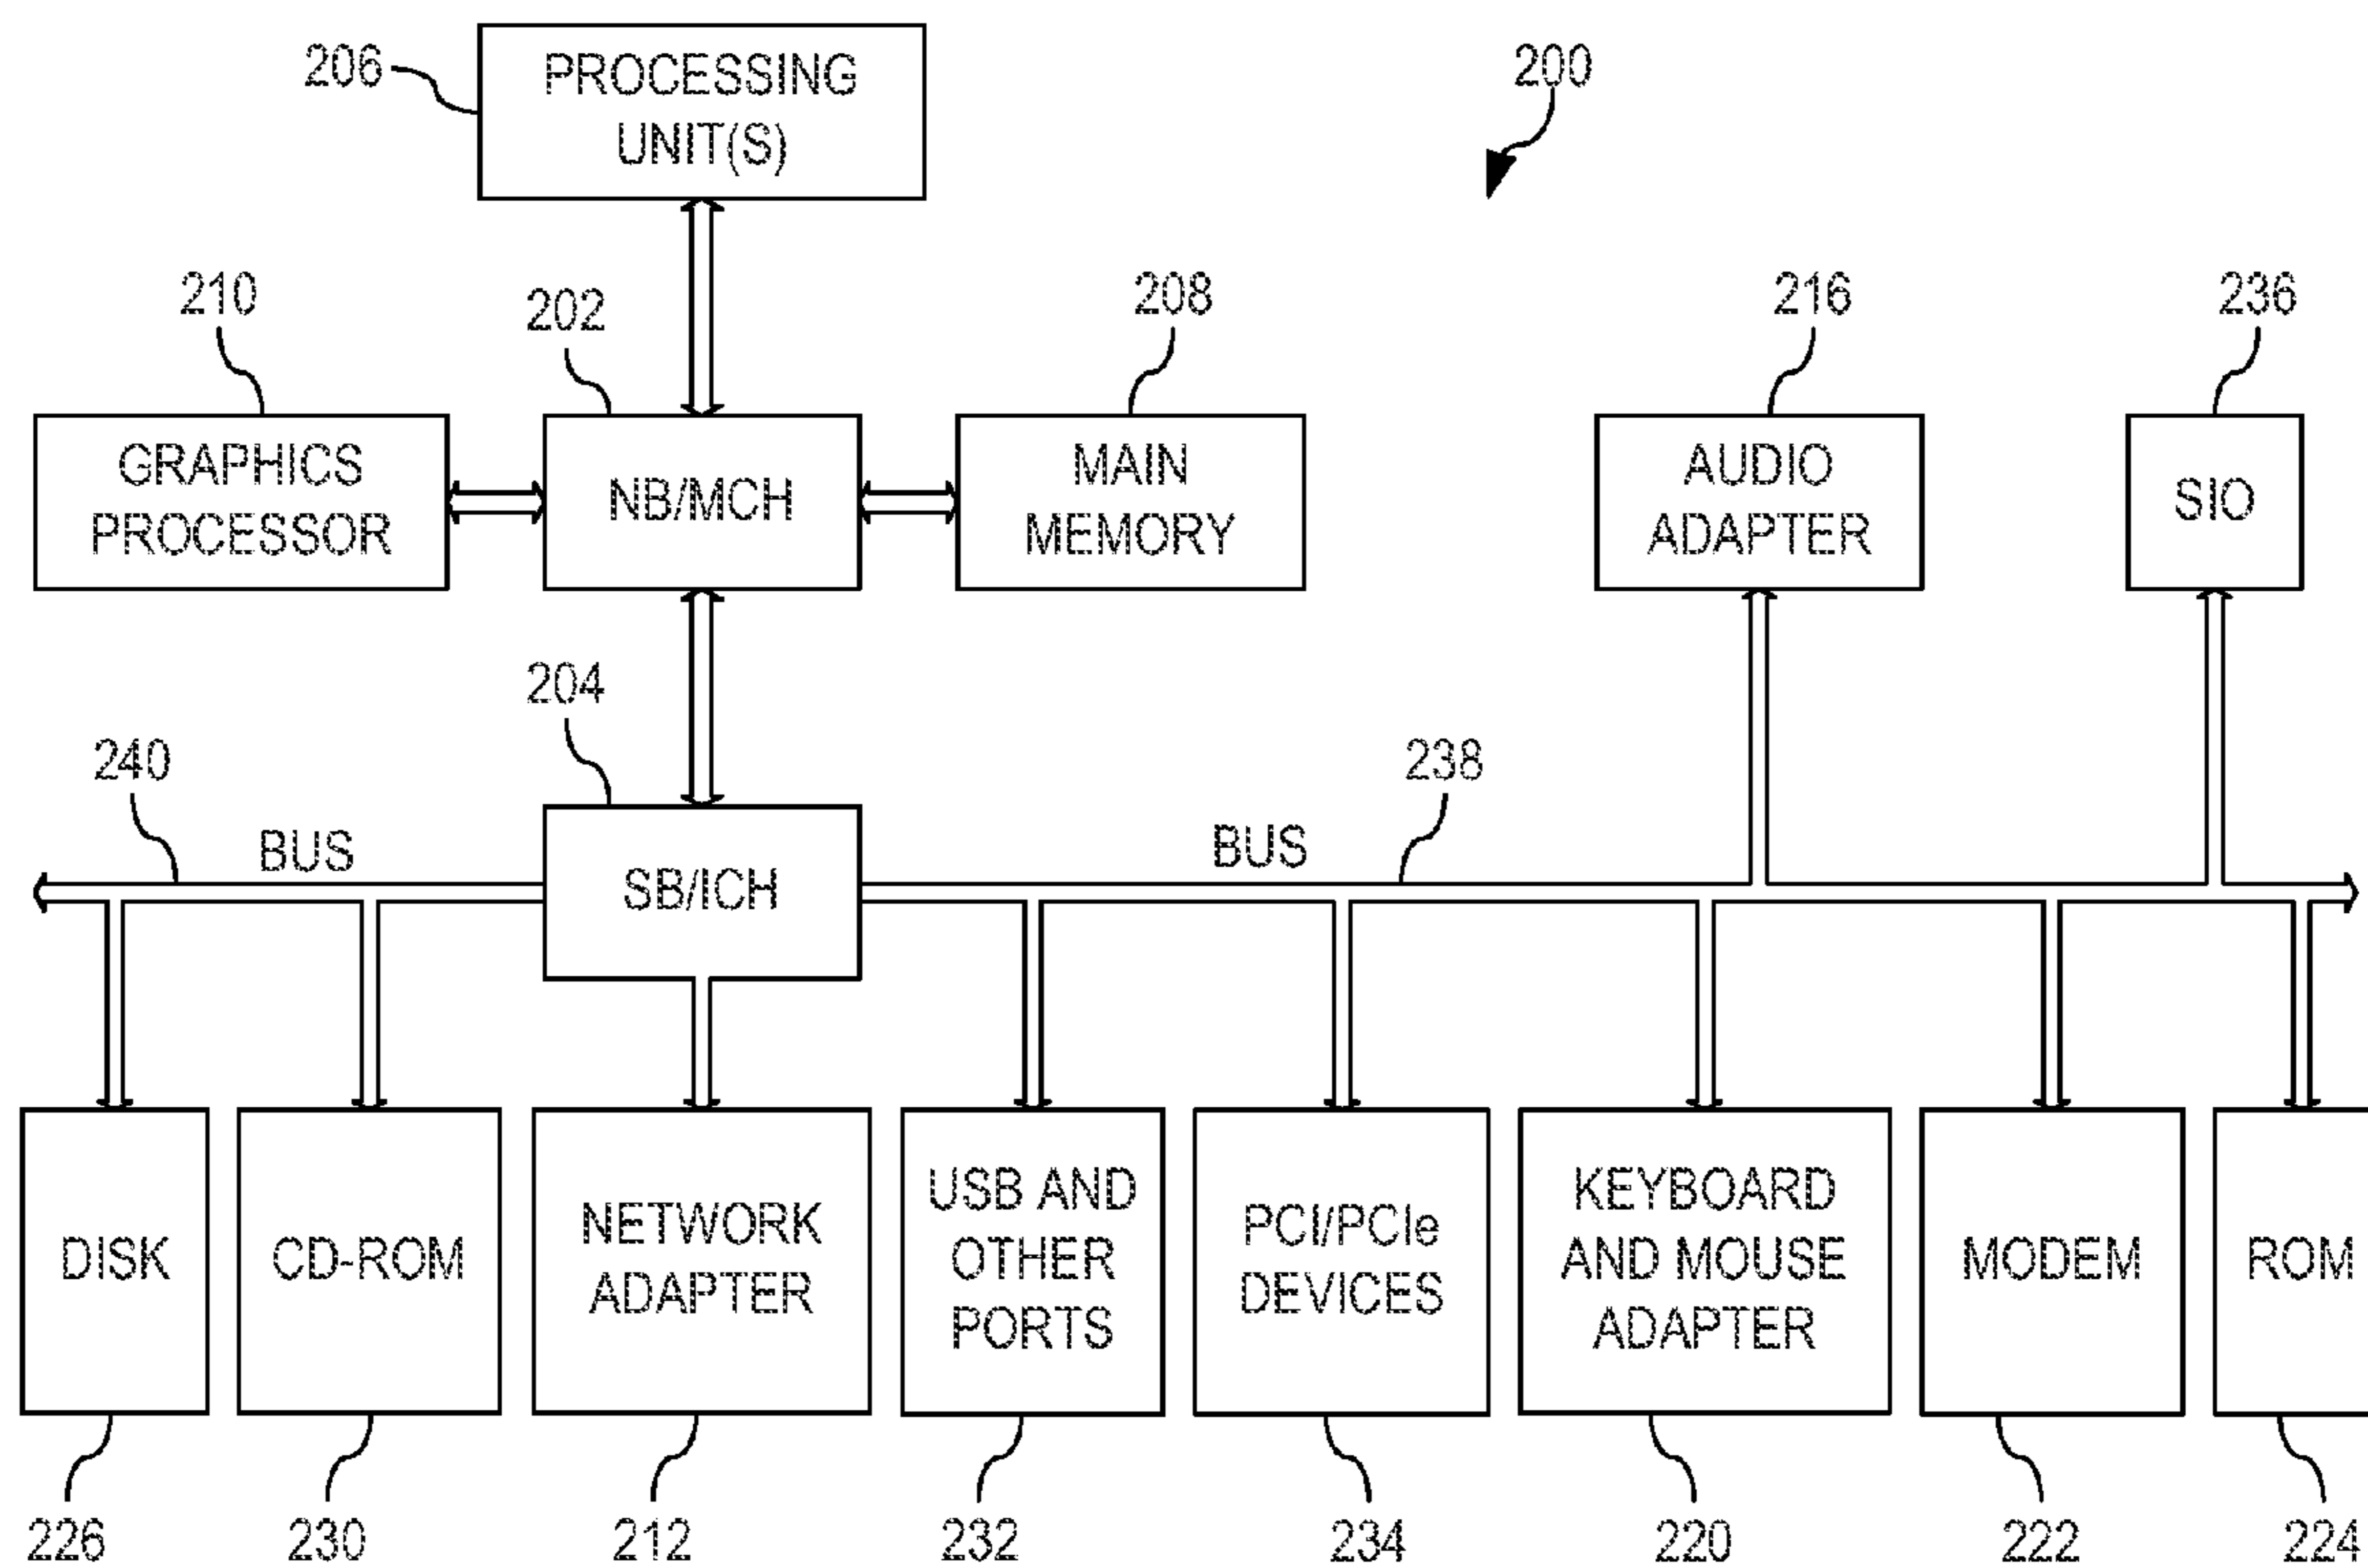 206
PROCESSING
UNIT(S)
200
210
202
208
216
236
GRAPHICS
PROCESSOR
NB/MCH
MAIN
MEMORY
AUDIO
ADAPTER
SIO
204
240
238
BUS
BUS
SB/ICH
DISK
CD-ROM
NETWORK
ADAPTER
USB AND
OTHER
PORTS
PCI/PCIe
DEVICES
KEYBOARD
AND MOUSE
ADAPTER
MODEM
ROM
226
230
212
232
234
220
222
224